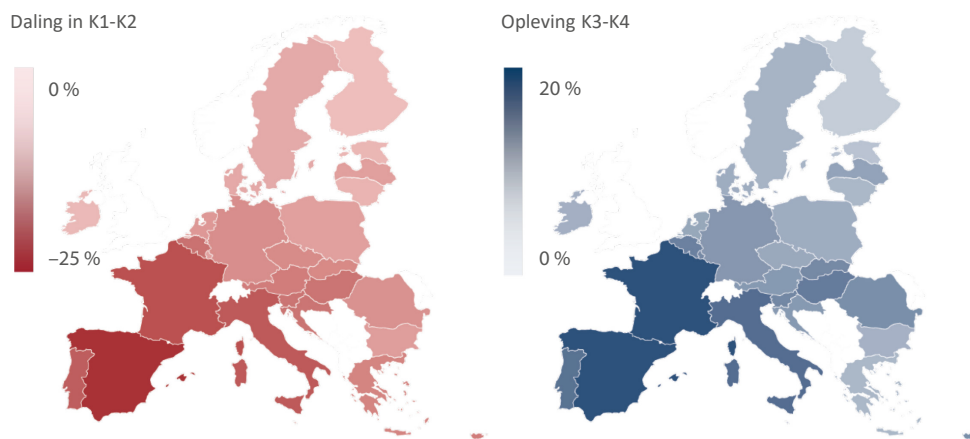 Daling in K1-K2
0 %
–25 %
Opleving K3-K4
20 %
0 %